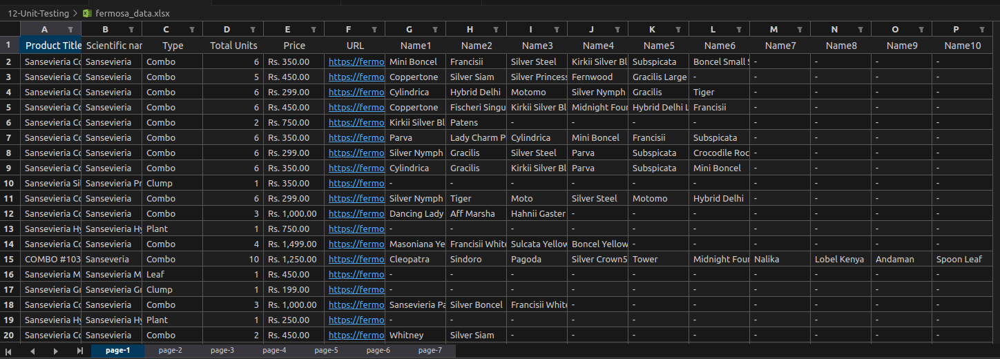 12-Unit-Testing > fermosa_data.xlsx
A B C D E F G H I J K L M N O P
1 Product Title Scientific nar Type Total Units Price URL Name1 Name2 Name3 Name4 Name5 Name6 Name7 Name8 Name9 Name10
2 Sansevieria Co Sansevieria Combo 6 Rs. 350.00 https://fermo Mini Boncel Francisii Silver Steel Kirkii Silver Bl Subspicata Boncel Small S - - - -
3 Sansevieria Co Sansevieria Combo 5 Rs. 450.00 https://fermo Coppertone Silver Siam Silver Princess Fernwood Gracilis Large - - - - -
4 Sansevieria Co Sansevieria Combo 6 Rs. 299.00 https://fermo Cylindrica Hybrid Delhi Motomo Silver Nymph Gracilis Tiger - - - -
5 Sansevieria Co Sansevieria Combo 6 Rs. 450.00 https://fermo Coppertone Fischeri Singu Kirkii Silver Bl Midnight Four Hybrid Delhi L Francisii - - - -
6 Sansevieria Co Sansevieria Combo 2 Rs. 750.00 https://fermo Kirkii Silver Bl Patens - - - - - - - -
7 Sansevieria Co Sansevieria Combo 6 Rs. 350.00 https://fermo Parva Lady Charm P Cylindrica Mini Boncel Francisii Subspicata - - - -
8 Sansevieria Co Sansevieria Combo 6 Rs. 299.00 https://fermo Silver Nymph Gracilis Silver Steel Parva Subspicata Crocodile Roc - - - -
9 Sansevieria Co Sansevieria Combo 6 Rs. 350.00 https://fermo Cylindrica Gracilis Kirkii Silver Bl Parva Subspicata Mini Boncel - - - -
10 Sansevieria Sil Sansevieria Pr Clump 1 Rs. 350.00 https://fermo - - - - - - - - - -
11 Sansevieria Co Sansevieria Combo 6 Rs. 299.00 https://fermo Silver Nymph Tiger Moto Silver Steel Motomo Hybrid Delhi - - - -
12 Sansevieria Co Sansevieria Combo 3 Rs. 1,000.00 https://fermo Dancing Lady Aff Marsha Hahnii Gaster - - - - - - -
13 Sansevieria Hy Sansevieria Hy Plant 1 Rs. 750.00 https://fermo - - - - - - - - - -
14 Sansevieria Co Sansevieria Combo 4 Rs. 1,499.00 https://fermo Masoniana Ye Francisii White Sulcata Yellow Boncel Yellow - - - - - -
15 COMBO #103 Sanseveria Combo 10 Rs. 1,250.00 https://fermo Cleopatra Sindoro Pagoda Silver Crown5 Tower Midnight Four Nalika Lobel Kenya Andaman Spoon Leaf
16 Sansevieria M Sansevieria M Leaf 1 Rs. 450.00 https://fermo - - - - - - - - - -
17 Sansevieria Gr Sansevieria Gr Clump 1 Rs. 199.00 https://fermo - - - - - - - - - -
18 Sansevieria Co Sansevieria Combo 3 Rs. 1,000.00 https://fermo Sansevieria Pa Silver Boncel Francisii White - - - - - - -
19 Sansevieria Hy Sansevieria Hy Plant 1 Rs. 250.00 https://fermo - - - - - - - - - -
20 Sansevieria Co Sansevieria Combo 2 Rs. 450.00 https://fermo Whitney Silver Siam - - - - - - - -
page-1 page-2 page-3 page-4 page-5 page-6 page-7